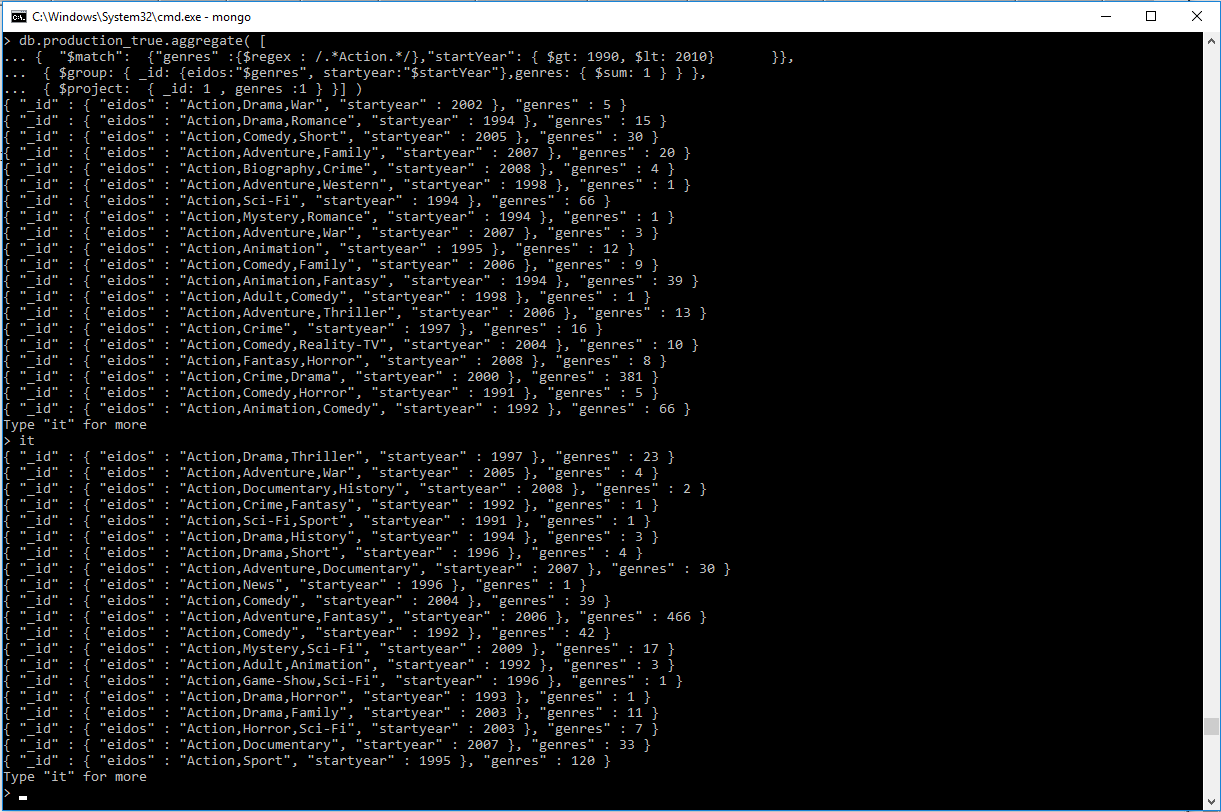 C:\Windows\System32\cmd.exe - mongo
> db.production_true.aggregate( [
... {  "$match":  {"genres" :{$regex : /.*Action.*/},"startYear": { $gt: 1990, $lt: 2010}       }},
...  { $group: { _id: {eidos:"$genres", startyear:"$startYear"},genres: { $sum: 1 } } },
...  { $project:  { _id: 1 , genres :1 } }] )
{ "_id" : { "eidos" : "Action,Drama,War", "startyear" : 2002 }, "genres" : 5 }
{ "_id" : { "eidos" : "Action,Drama,Romance", "startyear" : 1994 }, "genres" : 15 }
{ "_id" : { "eidos" : "Action,Comedy,Short", "startyear" : 2005 }, "genres" : 30 }
{ "_id" : { "eidos" : "Action,Adventure,Family", "startyear" : 2007 }, "genres" : 20 }
{ "_id" : { "eidos" : "Action,Biography,Crime", "startyear" : 2008 }, "genres" : 4 }
{ "_id" : { "eidos" : "Action,Adventure,Western", "startyear" : 1998 }, "genres" : 1 }
{ "_id" : { "eidos" : "Action,Sci-Fi", "startyear" : 1994 }, "genres" : 66 }
{ "_id" : { "eidos" : "Action,Mystery,Romance", "startyear" : 1994 }, "genres" : 1 }
{ "_id" : { "eidos" : "Action,Adventure,War", "startyear" : 2007 }, "genres" : 3 }
{ "_id" : { "eidos" : "Action,Animation", "startyear" : 1995 }, "genres" : 12 }
{ "_id" : { "eidos" : "Action,Comedy,Family", "startyear" : 2006 }, "genres" : 9 }
{ "_id" : { "eidos" : "Action,Animation,Fantasy", "startyear" : 1994 }, "genres" : 39 }
{ "_id" : { "eidos" : "Action,Adult,Comedy", "startyear" : 1998 }, "genres" : 1 }
{ "_id" : { "eidos" : "Action,Adventure,Thriller", "startyear" : 2006 }, "genres" : 13 }
{ "_id" : { "eidos" : "Action,Crime", "startyear" : 1997 }, "genres" : 16 }
{ "_id" : { "eidos" : "Action,Comedy,Reality-TV", "startyear" : 2004 }, "genres" : 10 }
{ "_id" : { "eidos" : "Action,Fantasy,Horror", "startyear" : 2008 }, "genres" : 8 }
{ "_id" : { "eidos" : "Action,Crime,Drama", "startyear" : 2000 }, "genres" : 381 }
{ "_id" : { "eidos" : "Action,Comedy,Horror", "startyear" : 1991 }, "genres" : 5 }
{ "_id" : { "eidos" : "Action,Animation,Comedy", "startyear" : 1992 }, "genres" : 66 }
Type "it" for more
> it
{ "_id" : { "eidos" : "Action,Drama,Thriller", "startyear" : 1997 }, "genres" : 23 }
{ "_id" : { "eidos" : "Action,Adventure,War", "startyear" : 2005 }, "genres" : 4 }
{ "_id" : { "eidos" : "Action,Documentary,History", "startyear" : 2008 }, "genres" : 2 }
{ "_id" : { "eidos" : "Action,Crime,Fantasy", "startyear" : 1992 }, "genres" : 1 }
{ "_id" : { "eidos" : "Action,Sci-Fi,Sport", "startyear" : 1991 }, "genres" : 1 }
{ "_id" : { "eidos" : "Action,Drama,History", "startyear" : 1994 }, "genres" : 3 }
{ "_id" : { "eidos" : "Action,Drama,Short", "startyear" : 1996 }, "genres" : 4 }
{ "_id" : { "eidos" : "Action,Adventure,Documentary", "startyear" : 2007 }, "genres" : 30 }
{ "_id" : { "eidos" : "Action,News", "startyear" : 1996 }, "genres" : 1 }
{ "_id" : { "eidos" : "Action,Comedy", "startyear" : 2004 }, "genres" : 39 }
{ "_id" : { "eidos" : "Action,Adventure,Fantasy", "startyear" : 2006 }, "genres" : 466 }
{ "_id" : { "eidos" : "Action,Comedy", "startyear" : 1992 }, "genres" : 42 }
{ "_id" : { "eidos" : "Action,Mystery,Sci-Fi", "startyear" : 2009 }, "genres" : 17 }
{ "_id" : { "eidos" : "Action,Adult,Animation", "startyear" : 1992 }, "genres" : 3 }
{ "_id" : { "eidos" : "Action,Game-Show,Sci-Fi", "startyear" : 1996 }, "genres" : 1 }
{ "_id" : { "eidos" : "Action,Drama,Horror", "startyear" : 1993 }, "genres" : 1 }
{ "_id" : { "eidos" : "Action,Drama,Family", "startyear" : 2003 }, "genres" : 11 }
{ "_id" : { "eidos" : "Action,Horror,Sci-Fi", "startyear" : 2003 }, "genres" : 7 }
{ "_id" : { "eidos" : "Action,Documentary", "startyear" : 2007 }, "genres" : 33 }
{ "_id" : { "eidos" : "Action,Sport", "startyear" : 1995 }, "genres" : 120 }
Type "it" for more
>